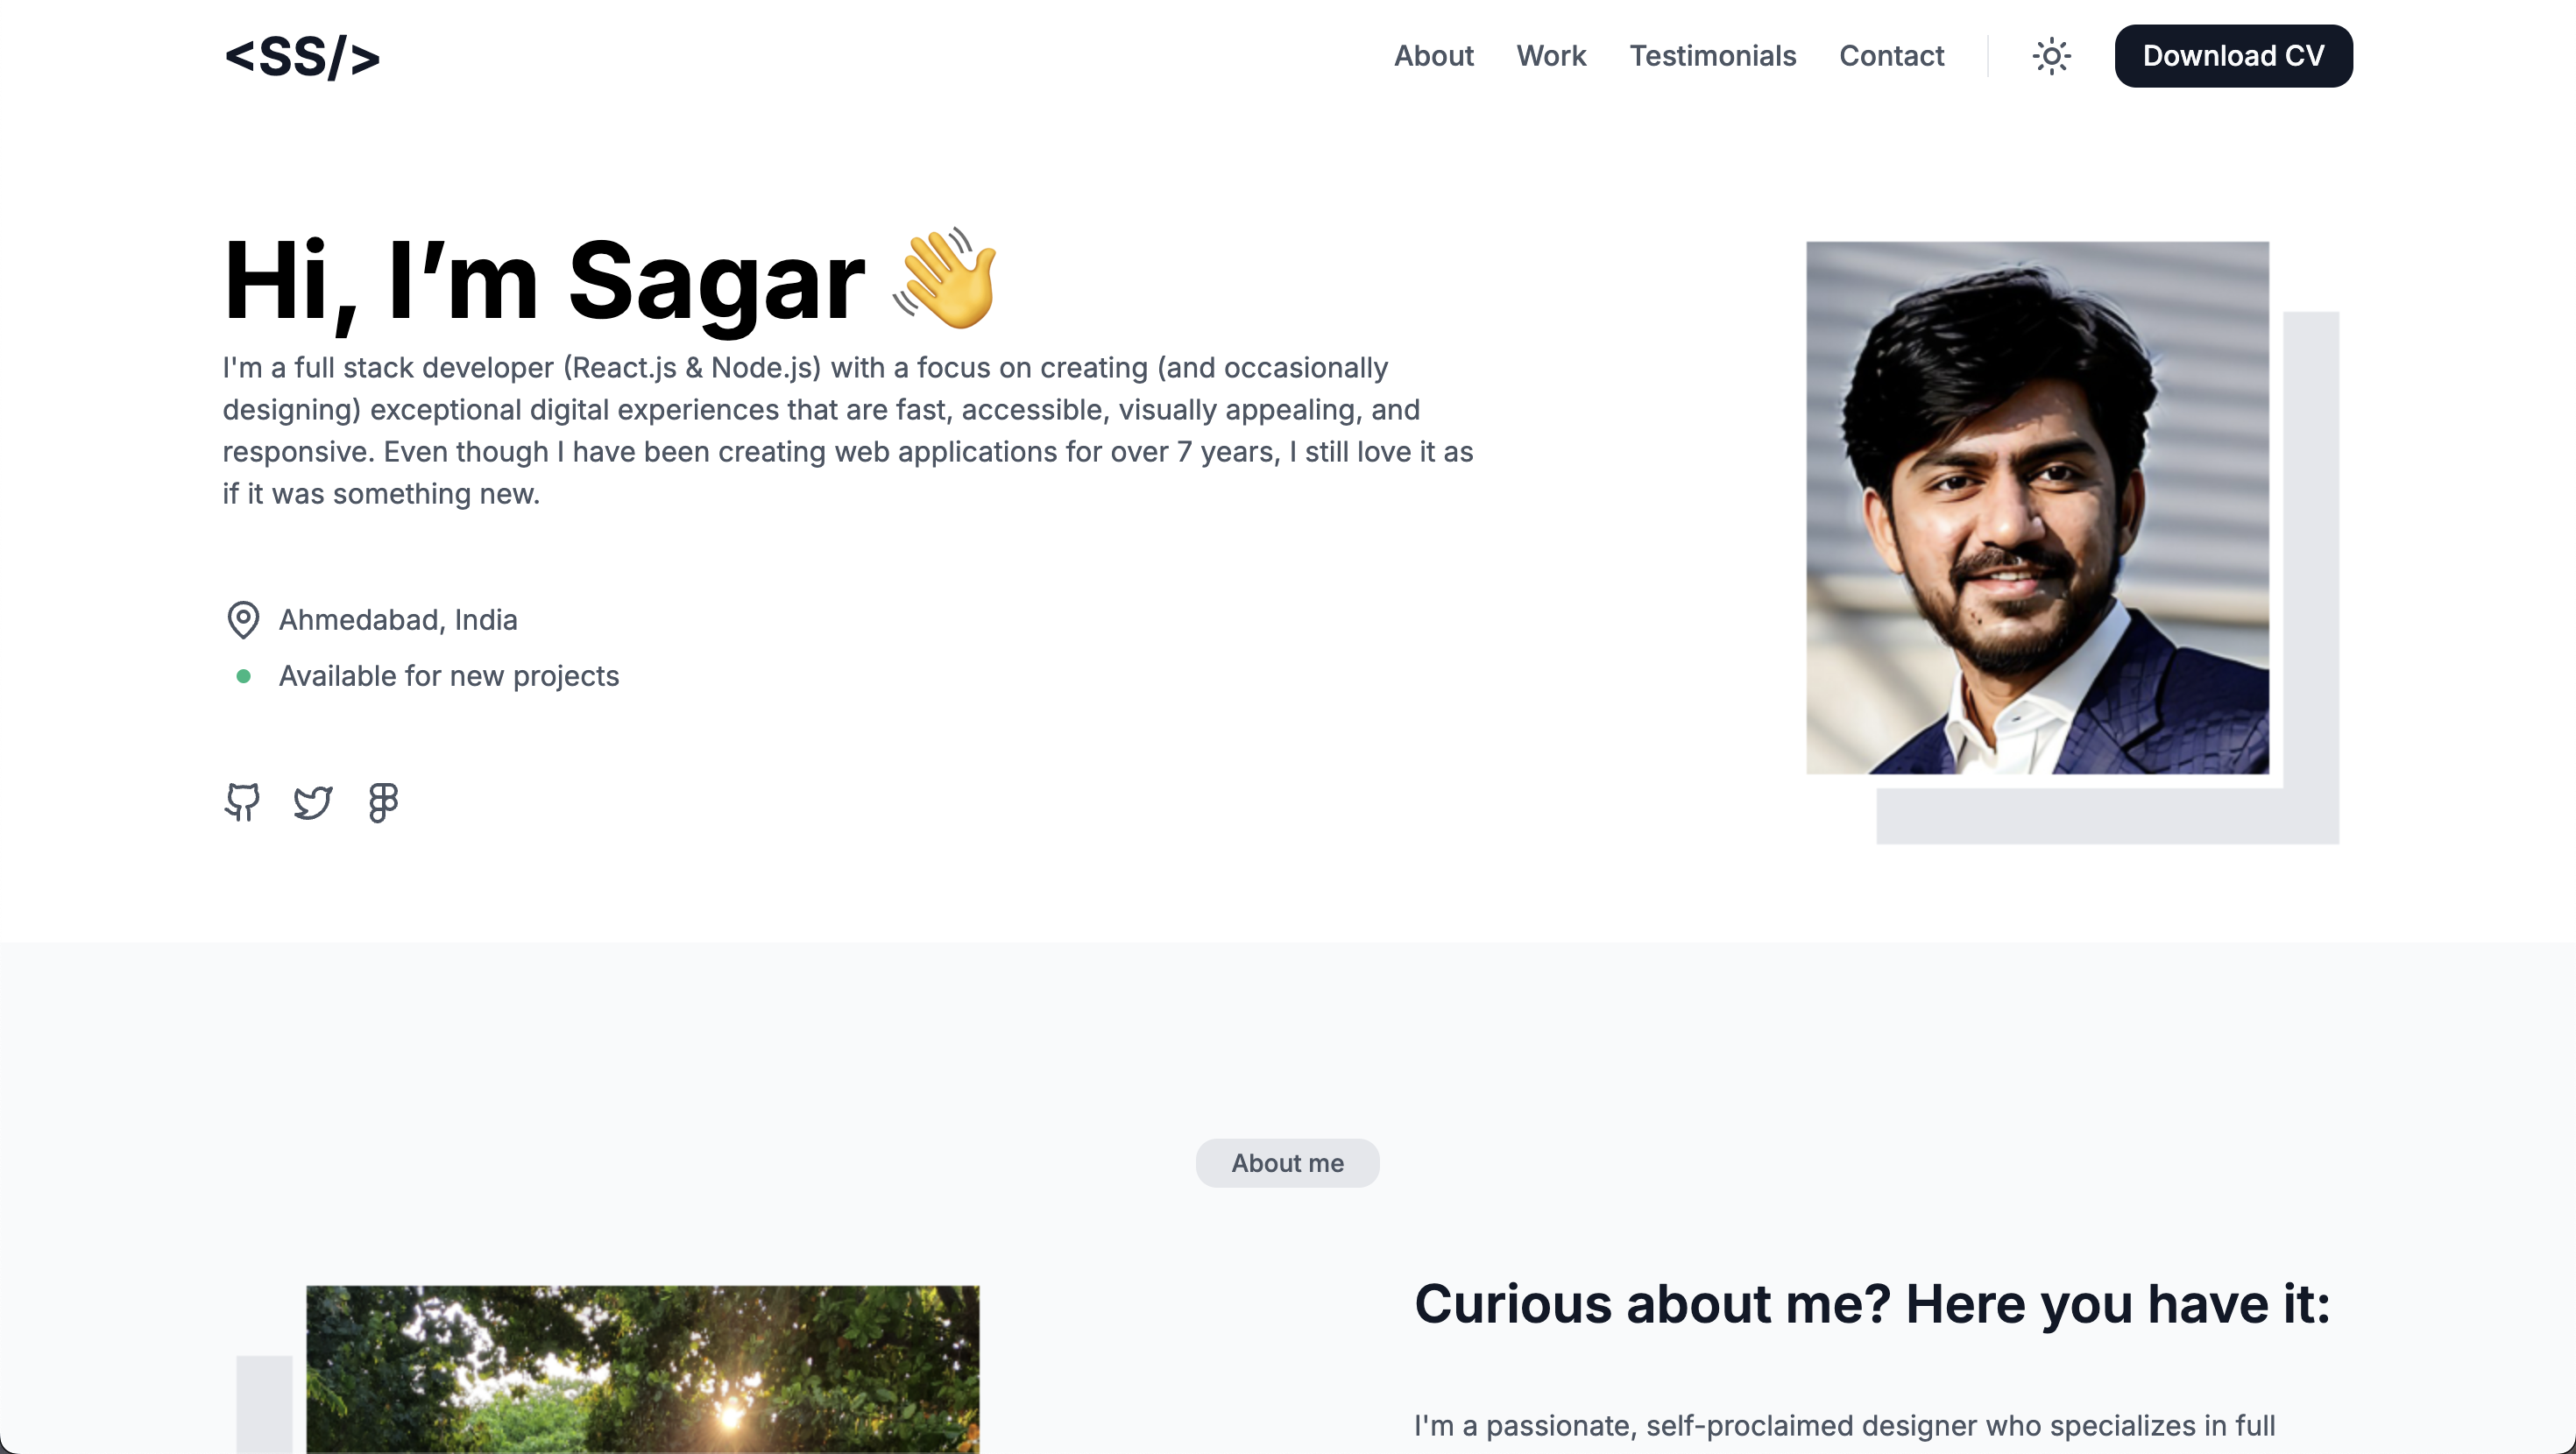 <SS/>
About
Work
Testimonials
Contact
Download CV
Hi, I’m Sagar 👋
I'm a full stack developer (React.js & Node.js) with a focus on creating (and occasionally
designing) exceptional digital experiences that are fast, accessible, visually appealing, and
responsive. Even though I have been creating web applications for over 7 years, I still love it as
if it was something new.
Ahmedabad, India
Available for new projects
About me
Curious about me? Here you have it:
I'm a passionate, self-proclaimed designer who specializes in full